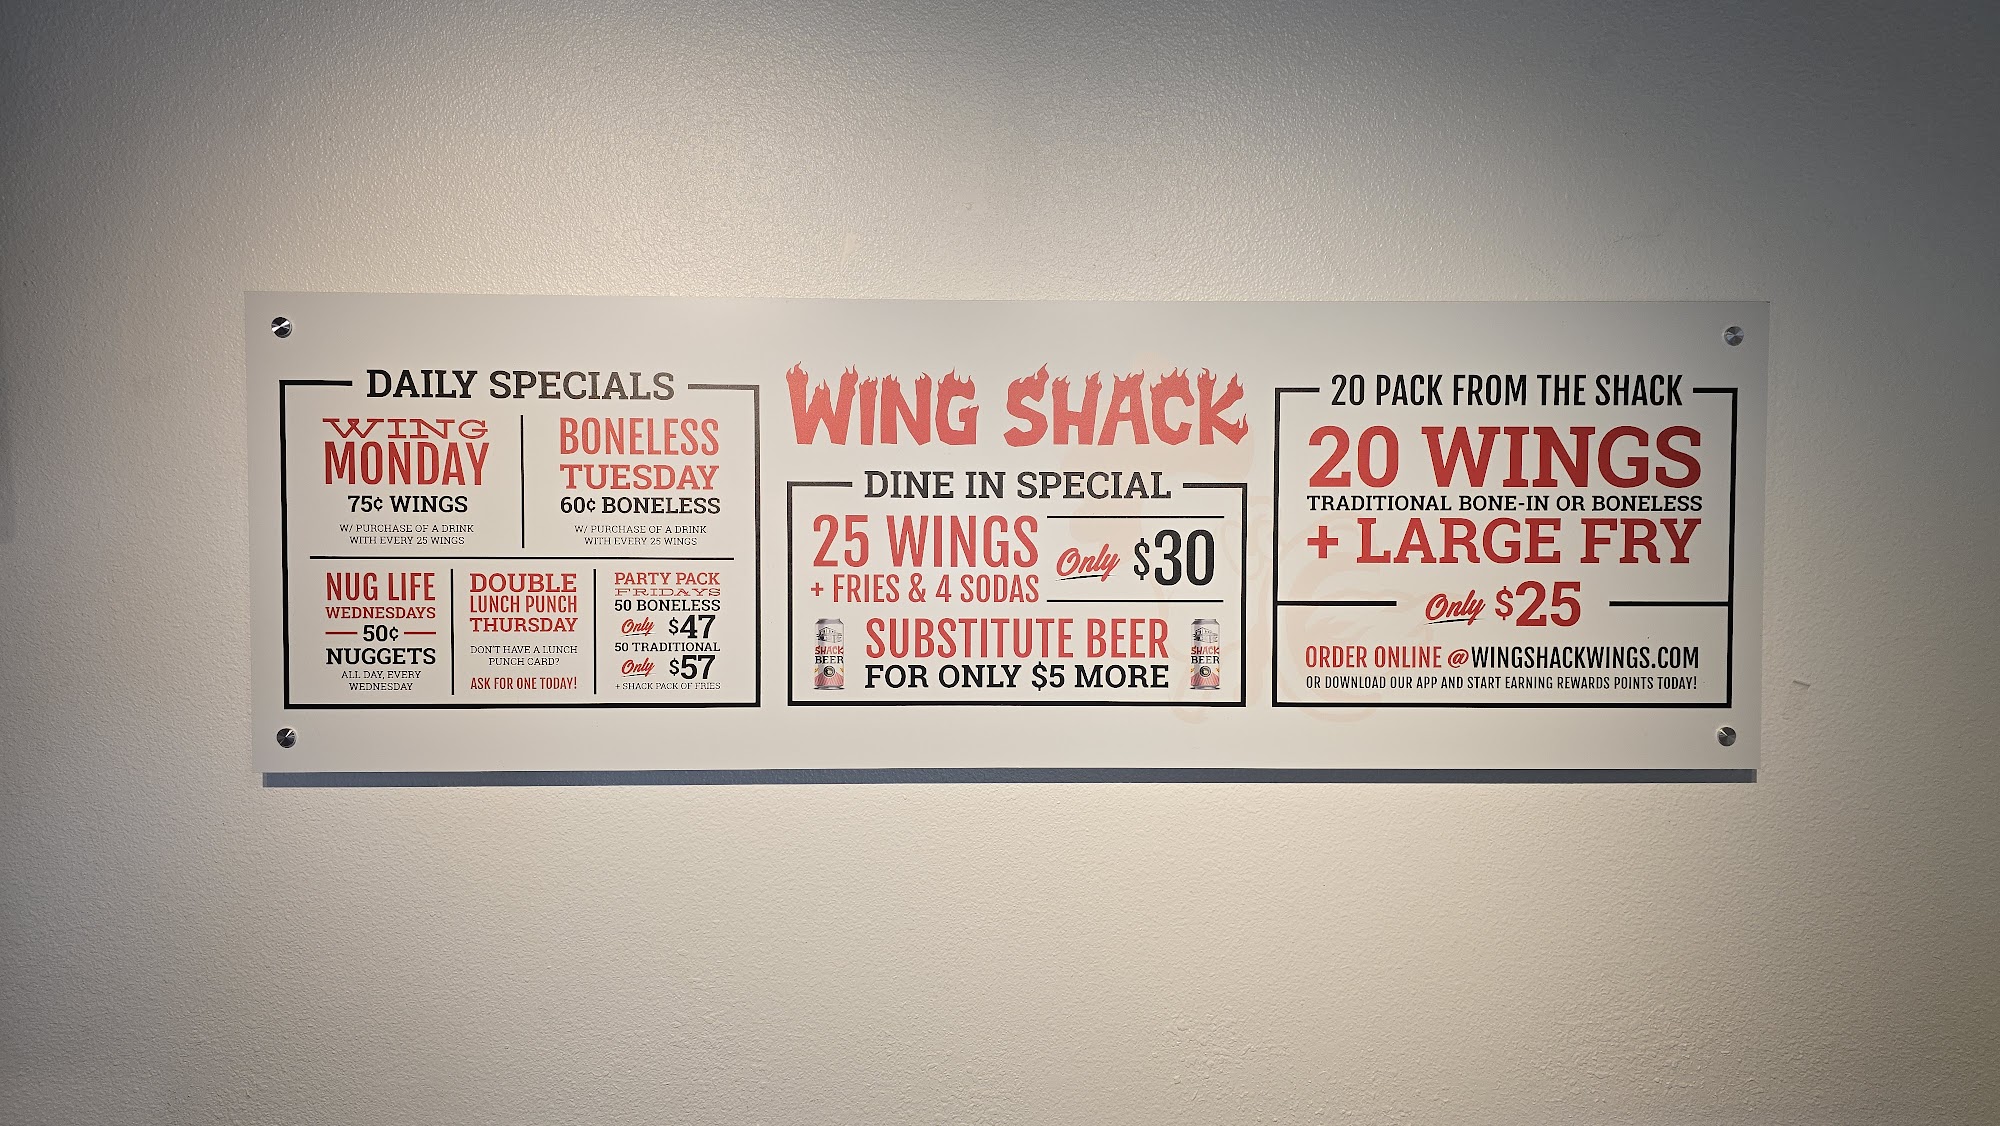 DAILY SPECIALS
WING
MONDAY
75¢ WINGS
W/ PURCHASE OF A DRINK
WITH EVERY 25 WINGS
BONELESS
TUESDAY
60¢ BONELESS
W/ PURCHASE OF A DRINK
WITH EVERY 25 WINGS
NUG LIFE
WEDNESDAYS
50¢
NUGGETS
ALL DAY, EVERY
WEDNESDAY
DOUBLE
LUNCH PUNCH
THURSDAY
DON'T HAVE A LUNCH
PUNCH CARD?
ASK FOR ONE TODAY!
PARTY PACK
FRIDAYS
50 BONELESS
Only $47
50 TRADITIONAL
Only $57
+ SHACK PACK OF FRIES
WING SHACK
DINE IN SPECIAL
25 WINGS
+ FRIES & 4 SODAS
Only $30
SUBSTITUTE BEER
FOR ONLY $5 MORE
SHACK
BEER
SHACK
BEER
20 PACK FROM THE SHACK
20 WINGS
TRADITIONAL BONE-IN OR BONELESS
+ LARGE FRY
Only $25
ORDER ONLINE @WINGSHACKWINGS.COM
OR DOWNLOAD OUR APP AND START EARNING REWARDS POINTS TODAY!